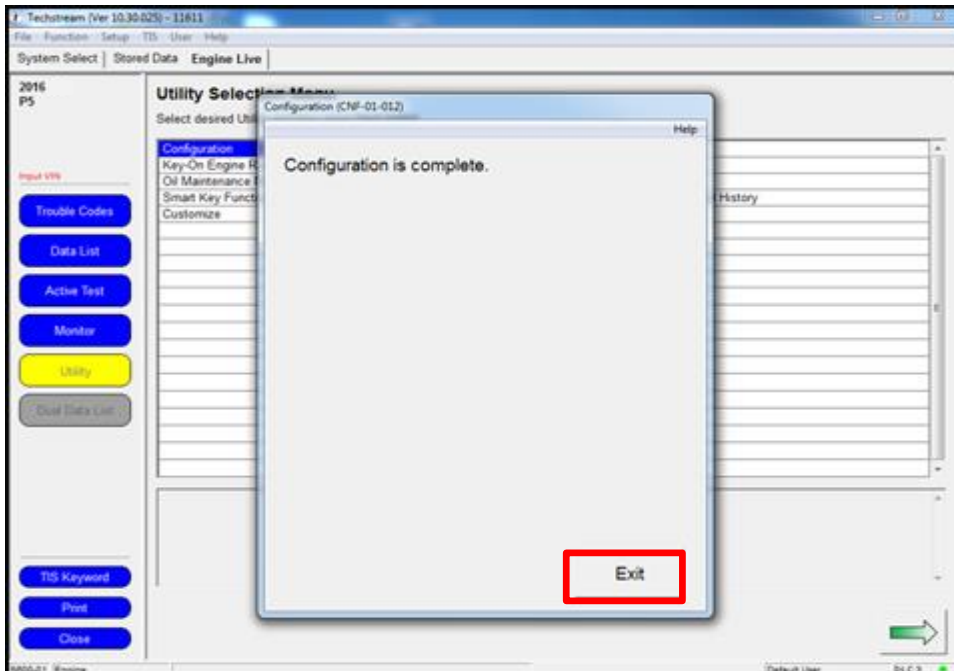 Techstream (Ver 10.30.025) - 11611
File Function Setup TIS User Help
System Select Stored Data Engine Live
2016
P5
Utility Selection Menu
Select desired Uti
Configuration (CNF-01-012)
Help
Configuration is complete.
Configuration
Key-On Engine R
Oil Maintenance
Smart Key Functi
History
Customize
Input VIN
Trouble Codes
Data List
Active Test
Monitor
Utility
Dual Data List
TIS Keyword
Print
Close
Exit
Engine
Default User
DLC 3